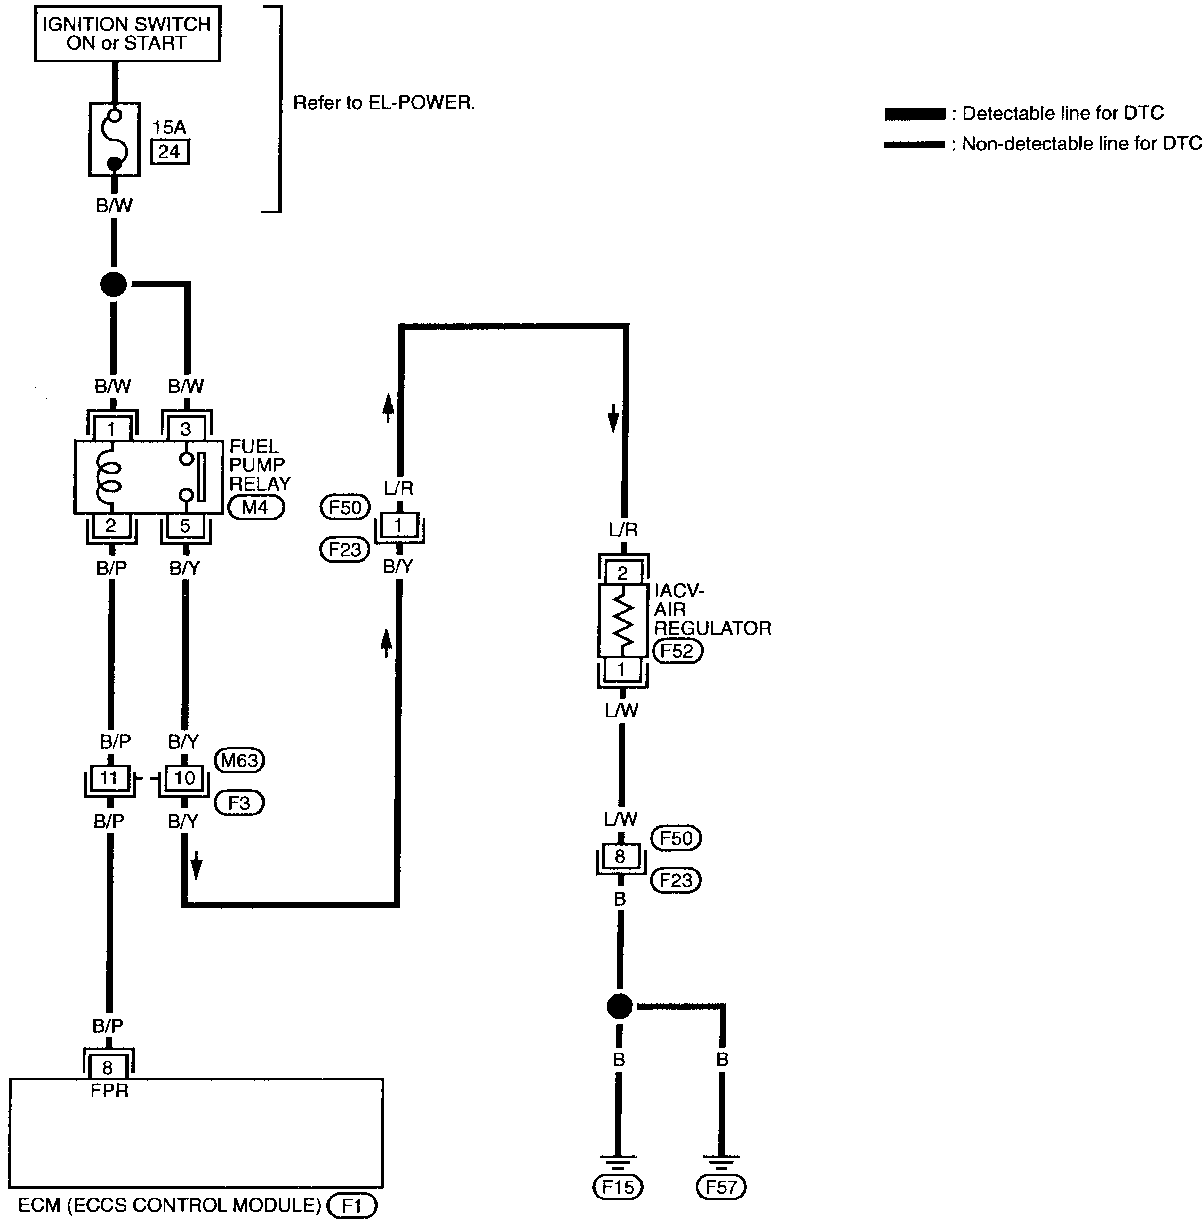 IGNITION SWITCH
ON or START
Refer to EL-POWER.
: Detectable line for DTC
: Non-detectable line for DTC
15A
24
B/W
B/W
B/W
1
3
FUEL
PUMP
RELAY
M4
2
5
B/P
B/Y
L/R
F50
1
F23
B/Y
L/R
2
IACV-
AIR
REGULATOR
F52
1
L/W
B/P
B/Y
M63
11
10
F3
B/P
B/Y
L/W
F50
8
F23
B
B/P
8
FPR
B
B
F15
F57
ECM (ECCS CONTROL MODULE)
F1